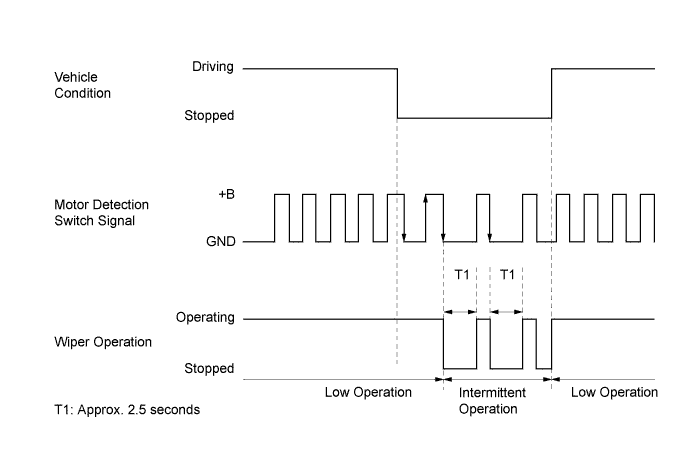 Driving
Vehicle
Condition
Stopped
+B
Motor Detection
Switch Signal
GND
T1 T1
Operating
Wiper Operation
Stopped
Low Operation Intermittent Low Operation
Operation
T1: Approx. 2.5 seconds